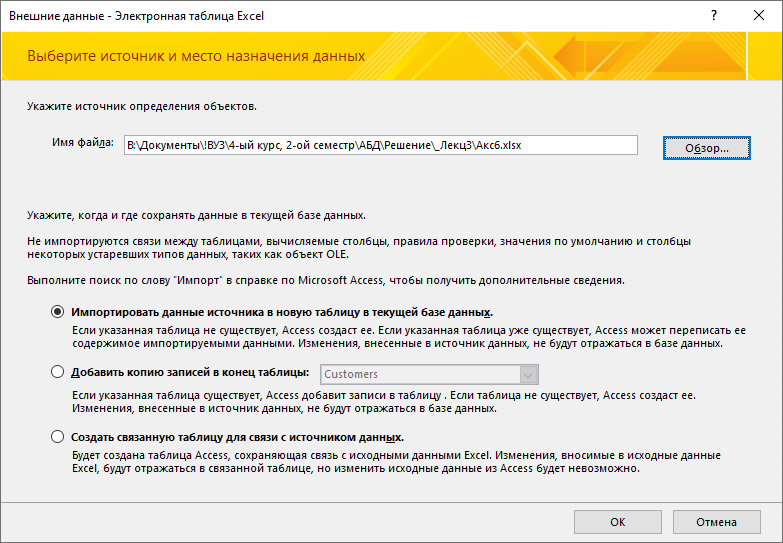 Внешние данные - Электронная таблица Excel
Выберите источник и место назначения данных
Укажите источник определения объектов.
Имя файла: B:\Документы\!ВУЗ\4-ый курс, 2-ой семестр\АБД\Решение\_Лекц3\Акс6.xlsx Обзор...
Укажите, когда и где сохранять данные в текущей базе данных.
Не импортируются связи между таблицами, вычисляемые столбцы, правила проверки, значения по умолчанию и столбцы
некоторых устаревших типов данных, таких как объект OLE.
Выполните поиск по слову "Импорт" в справке по Microsoft Access, чтобы получить дополнительные сведения.
Импортировать данные источника в новую таблицу в текущей базе данных.
Если указанная таблица не существует, Access создаст ее. Если указанная таблица уже существует, Access может переписать ее
содержимое импортируемыми данными. Изменения, внесенные в источник данных, не будут отражаться в базе данных.
Добавить копию записей в конец таблицы: Customers
Если указанная таблица существует, Access добавит записи в таблицу . Если таблица не существует, Access создаст ее.
Изменения, внесенные в источник данных, не будут отражаться в базе данных.
Создать связанную таблицу для связи с источником данных.
Будет создана таблица Access, сохраняющая связь с исходными данными Excel. Изменения, вносимые в исходные данные
Excel, будут отражаться в связанной таблице, но изменить исходные данные из Access будет невозможно.
ОК Отмена